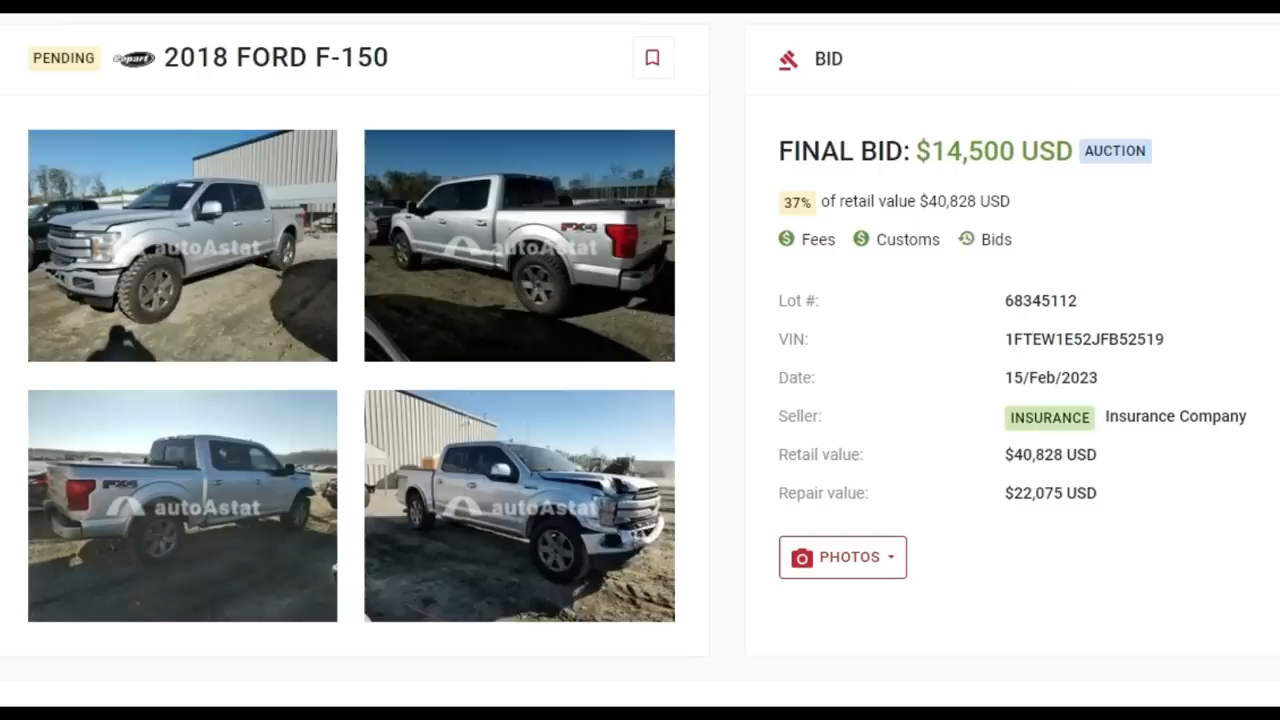 PENDING copart 2018 FORD F-150
autoAstat
FX4 autoAstat
FX4 autoAstat
autoAstat
BID
FINAL BID: $14,500 USD AUCTION
37% of retail value $40,828 USD
Fees Customs Bids
Lot #: 68345112
VIN: 1FTEW1E52JFB52519
Date: 15/Feb/2023
Seller: INSURANCE Insurance Company
Retail value: $40,828 USD
Repair value: $22,075 USD
PHOTOS